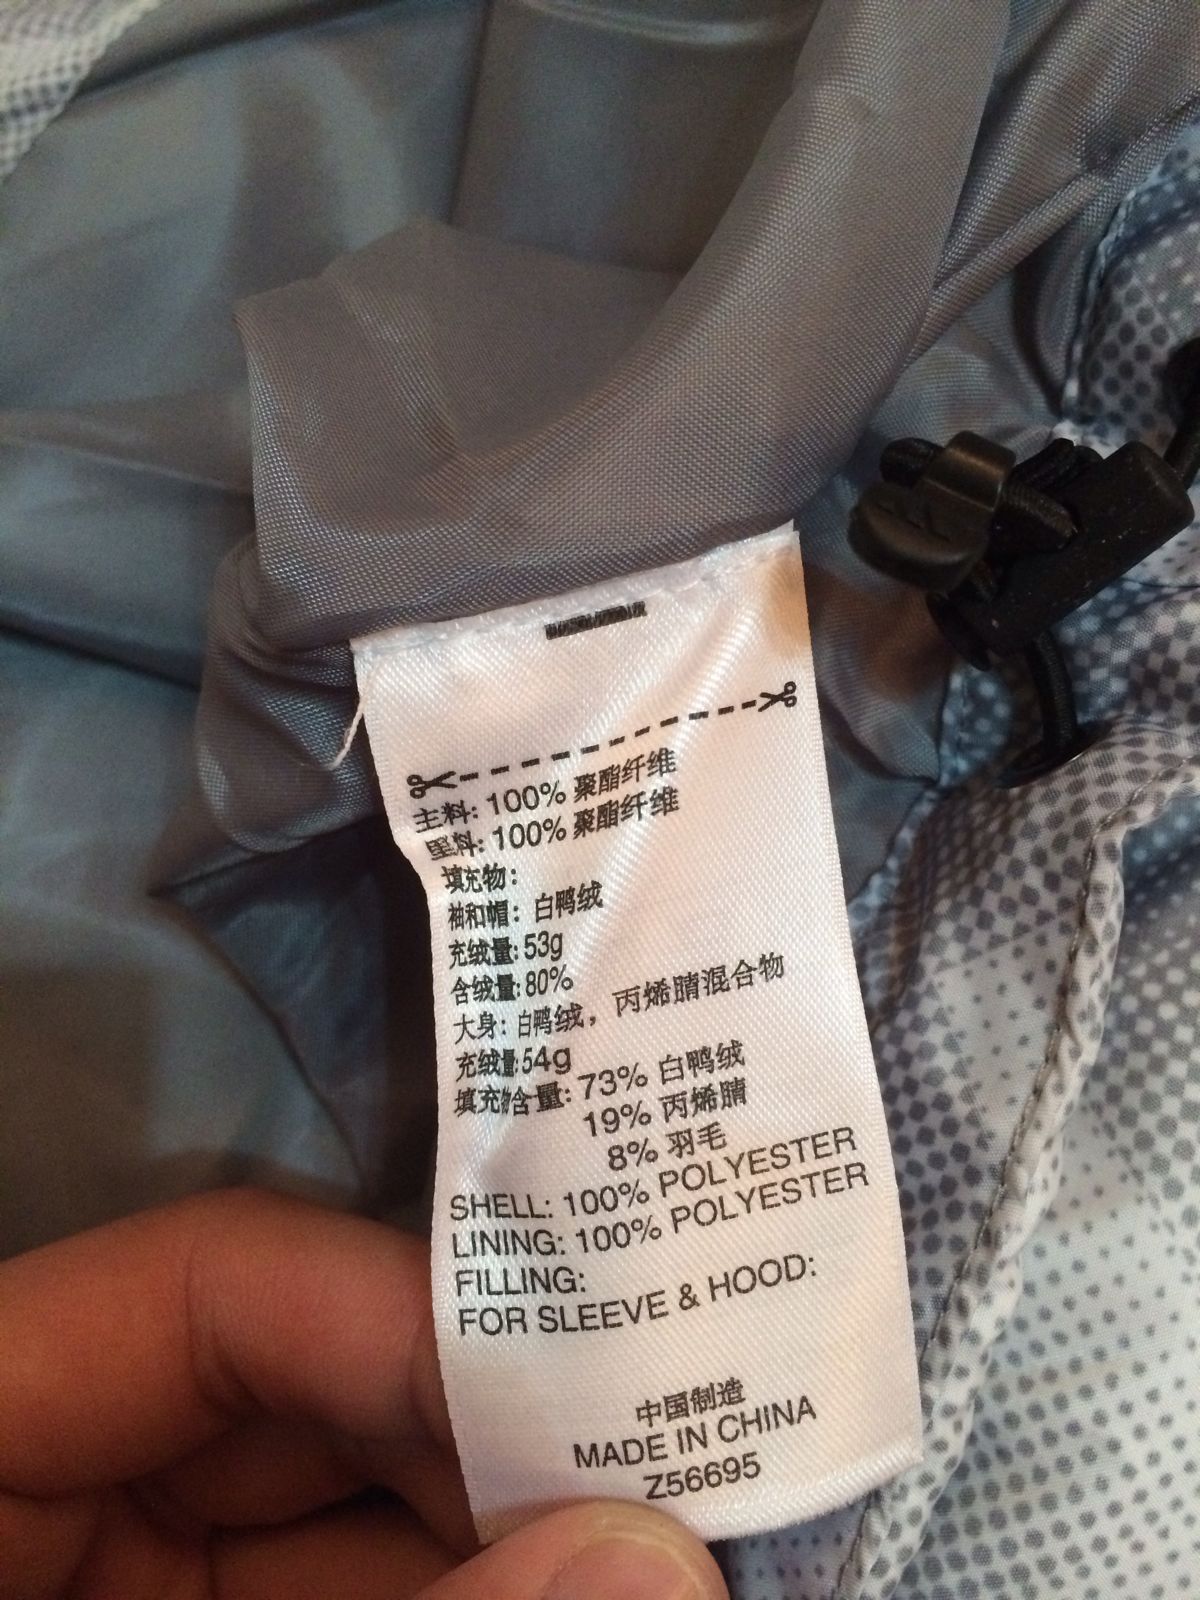 主料: 100% 聚酯纤维
里料: 100% 聚酯纤维
填充物:
袖和帽: 白鸭绒
充绒量: 53g
含绒量: 80%
大身: 白鸭绒, 丙烯腈混合物
充绒量: 54g
填充物含量: 73% 白鸭绒
19% 丙烯腈
8% 羽毛
SHELL: 100% POLYESTER
LINING: 100% POLYESTER
FILLING:
FOR SLEEVE & HOOD:
中国制造
MADE IN CHINA
Z56695